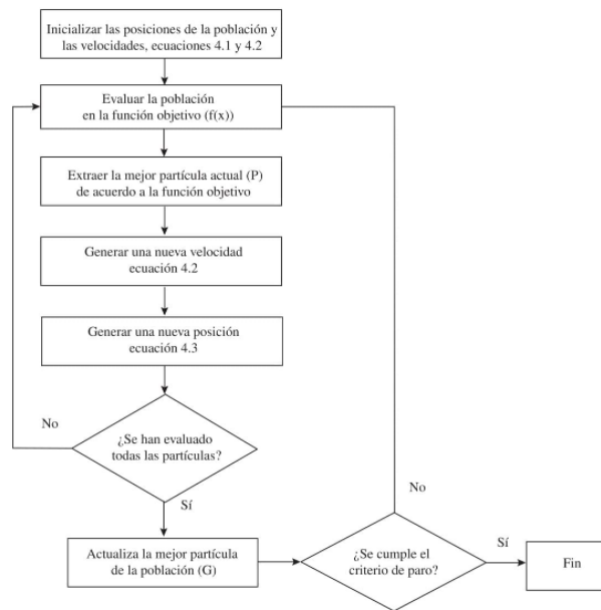 Inicializar las posiciones de la población y
las velocidades, ecuaciones 4.1 y 4.2
Evaluar la población
en la función objetivo (f(x))
Extraer la mejor partícula actual (P)
de acuerdo a la función objetivo
Generar una nueva velocidad
ecuación 4.2
Generar una nueva posición
ecuación 4.3
No
¿Se han evaluado
todas las partículas?
Sí
No
Actualiza la mejor partícula
de la población (G)
¿Se cumple el
criterio de paro?
Sí
Fin